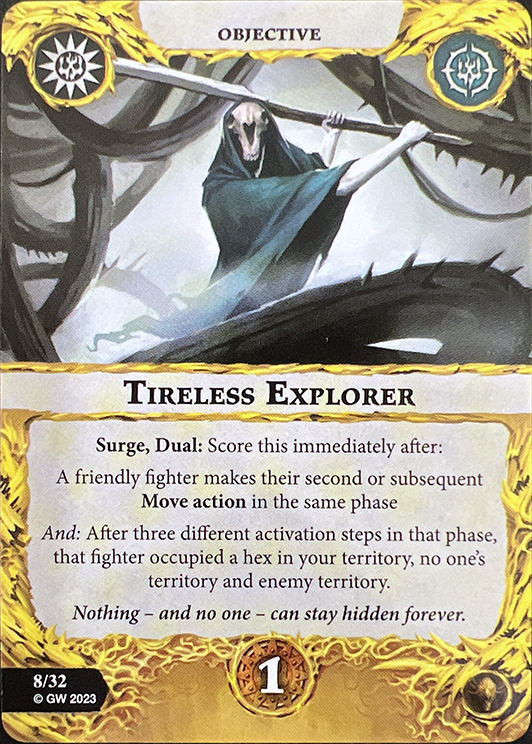 OBJECTIVE
TIRELESS EXPLORER
Surge, Dual: Score this immediately after:
A friendly fighter makes their second or subsequent
Move action in the same phase
And: After three different activation steps in that phase,
that fighter occupied a hex in your territory, no one's
territory and enemy territory.
Nothing – and no one – can stay hidden forever.
8/32
© GW 2023
1